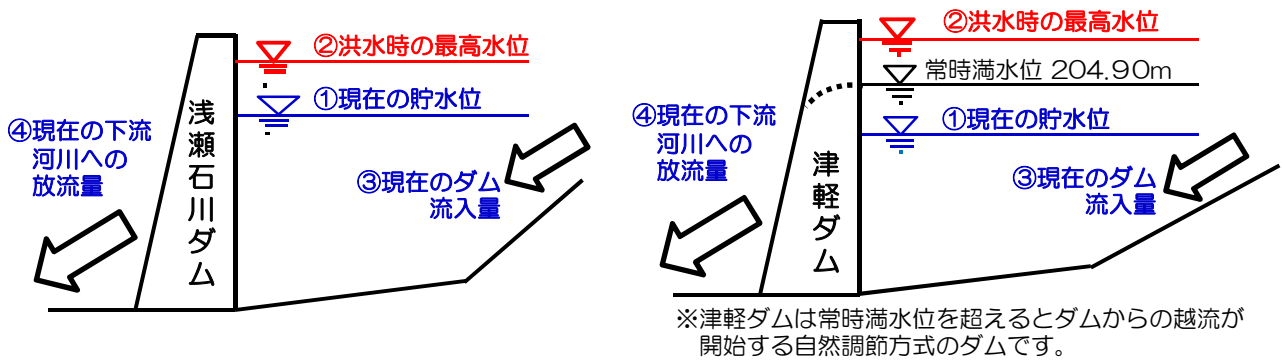 ②洪水時の最高水位
①現在の貯水位
④現在の下流
河川への
放流量
浅瀬石川ダム
③現在のダム
流入量
②洪水時の最高水位
常時満水位 204.90m
①現在の貯水位
④現在の下流
河川への
放流量
津軽ダム
③現在のダム
流入量
※津軽ダムは常時満水位を超えるとダムからの越流が
開始する自然調節方式のダムです。